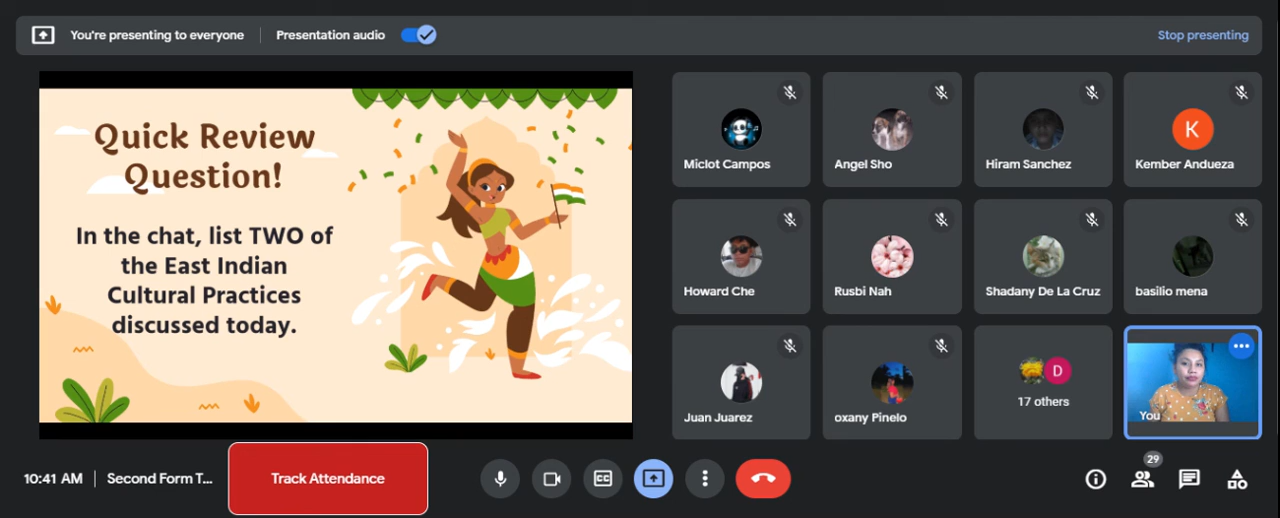 You're presenting to everyone
Presentation audio
Stop presenting
Quick Review
Question!
In the chat, list TWO of
the East Indian
Cultural Practices
discussed today.
Miclot Campos
Angel Sho
Hiram Sanchez
K
Kember Andueza
Howard Che
Rusbi Nah
Shadany De La Cruz
basilio mena
Juan Juarez
oxany Pinelo
D
17 others
You
10:41 AM
Second Form T...
Track Attendance
CC
29